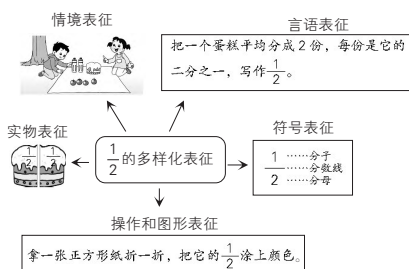 情境表征
言语表征
把一个蛋糕平均分成2份，每份是它的
二分之一，写作1/2。
实物表征
1/2 1/2
1/2的多样化表征
符号表征
1 ……分子
— ……分数线
2 ……分母
操作和图形表征
拿一张正方形纸折一折，把它的1/2涂上颜色。